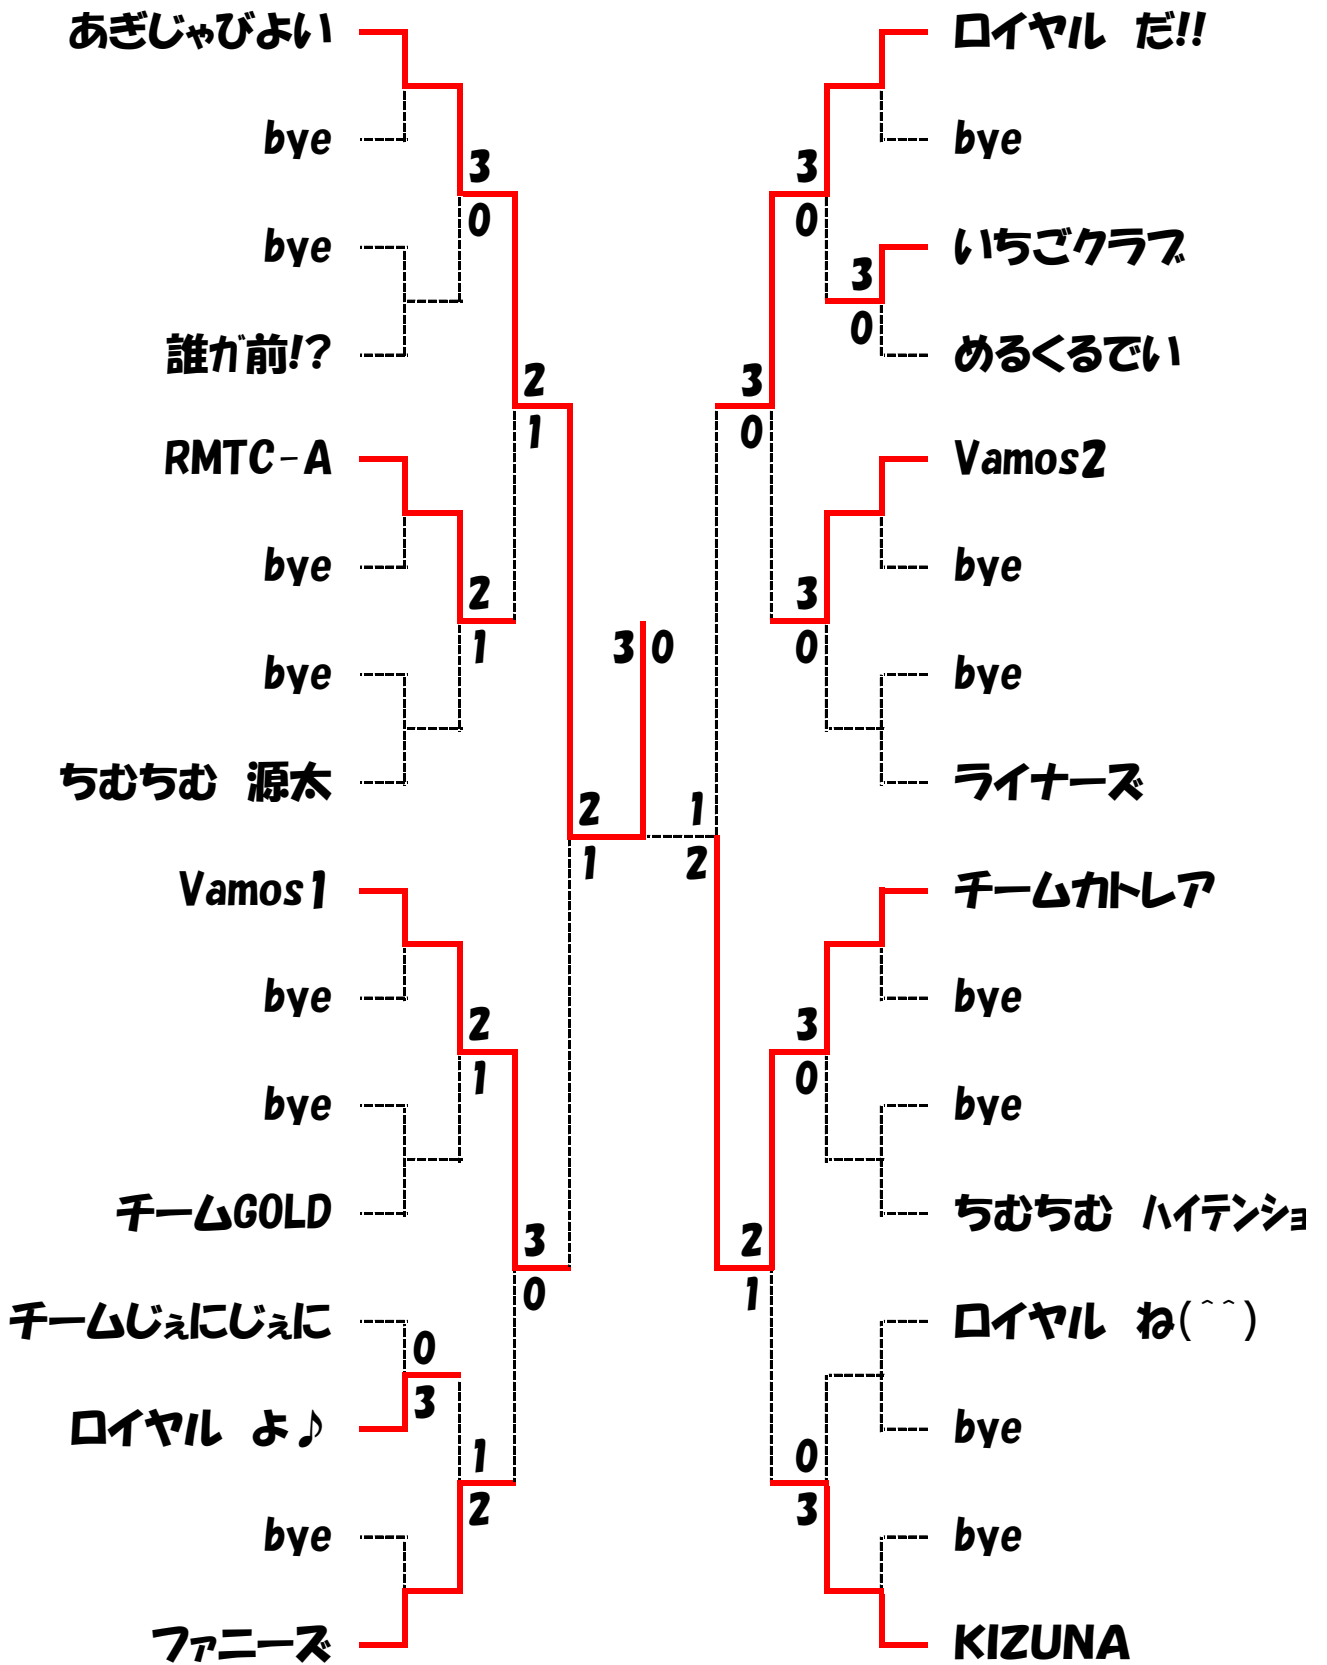 あぎじゃびよい
bye
bye
誰が前!?
RMTC-A
bye
bye
ちむちむ 源太
Vamos1
bye
bye
チームGOLD
チームじぇにじぇに
ロイヤル よ♪
bye
ファニーズ
3
0
2
1
2
1
2
1
3
0
0
3
1
2
2
1
3 0
1
2
3
0
3
0
3
0
3
0
3
0
2
1
0
3
ロイヤル だ!!
bye
いちごクラブ
めるくるでい
Vamos2
bye
bye
ライナーズ
チームカトレア
bye
bye
ちむちむ ハイテンショ
ロイヤル ね(＾＾)
bye
bye
KIZUNA